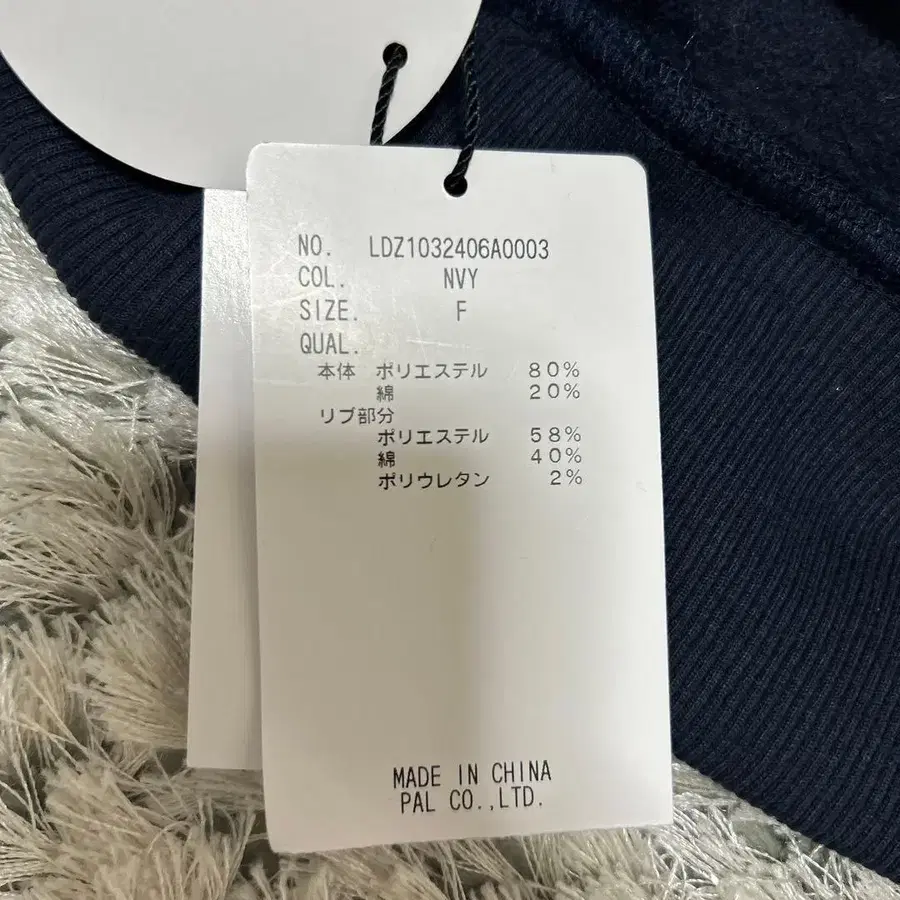 NO. LDZ1032406A0003
COL. NVY
SIZE. F
QUAL.
本体 ポリエステル 80%
綿 20%
リブ部分
ポリエステル 58%
綿 40%
ポリウレタン 2%
MADE IN CHINA
PAL CO.,LTD.